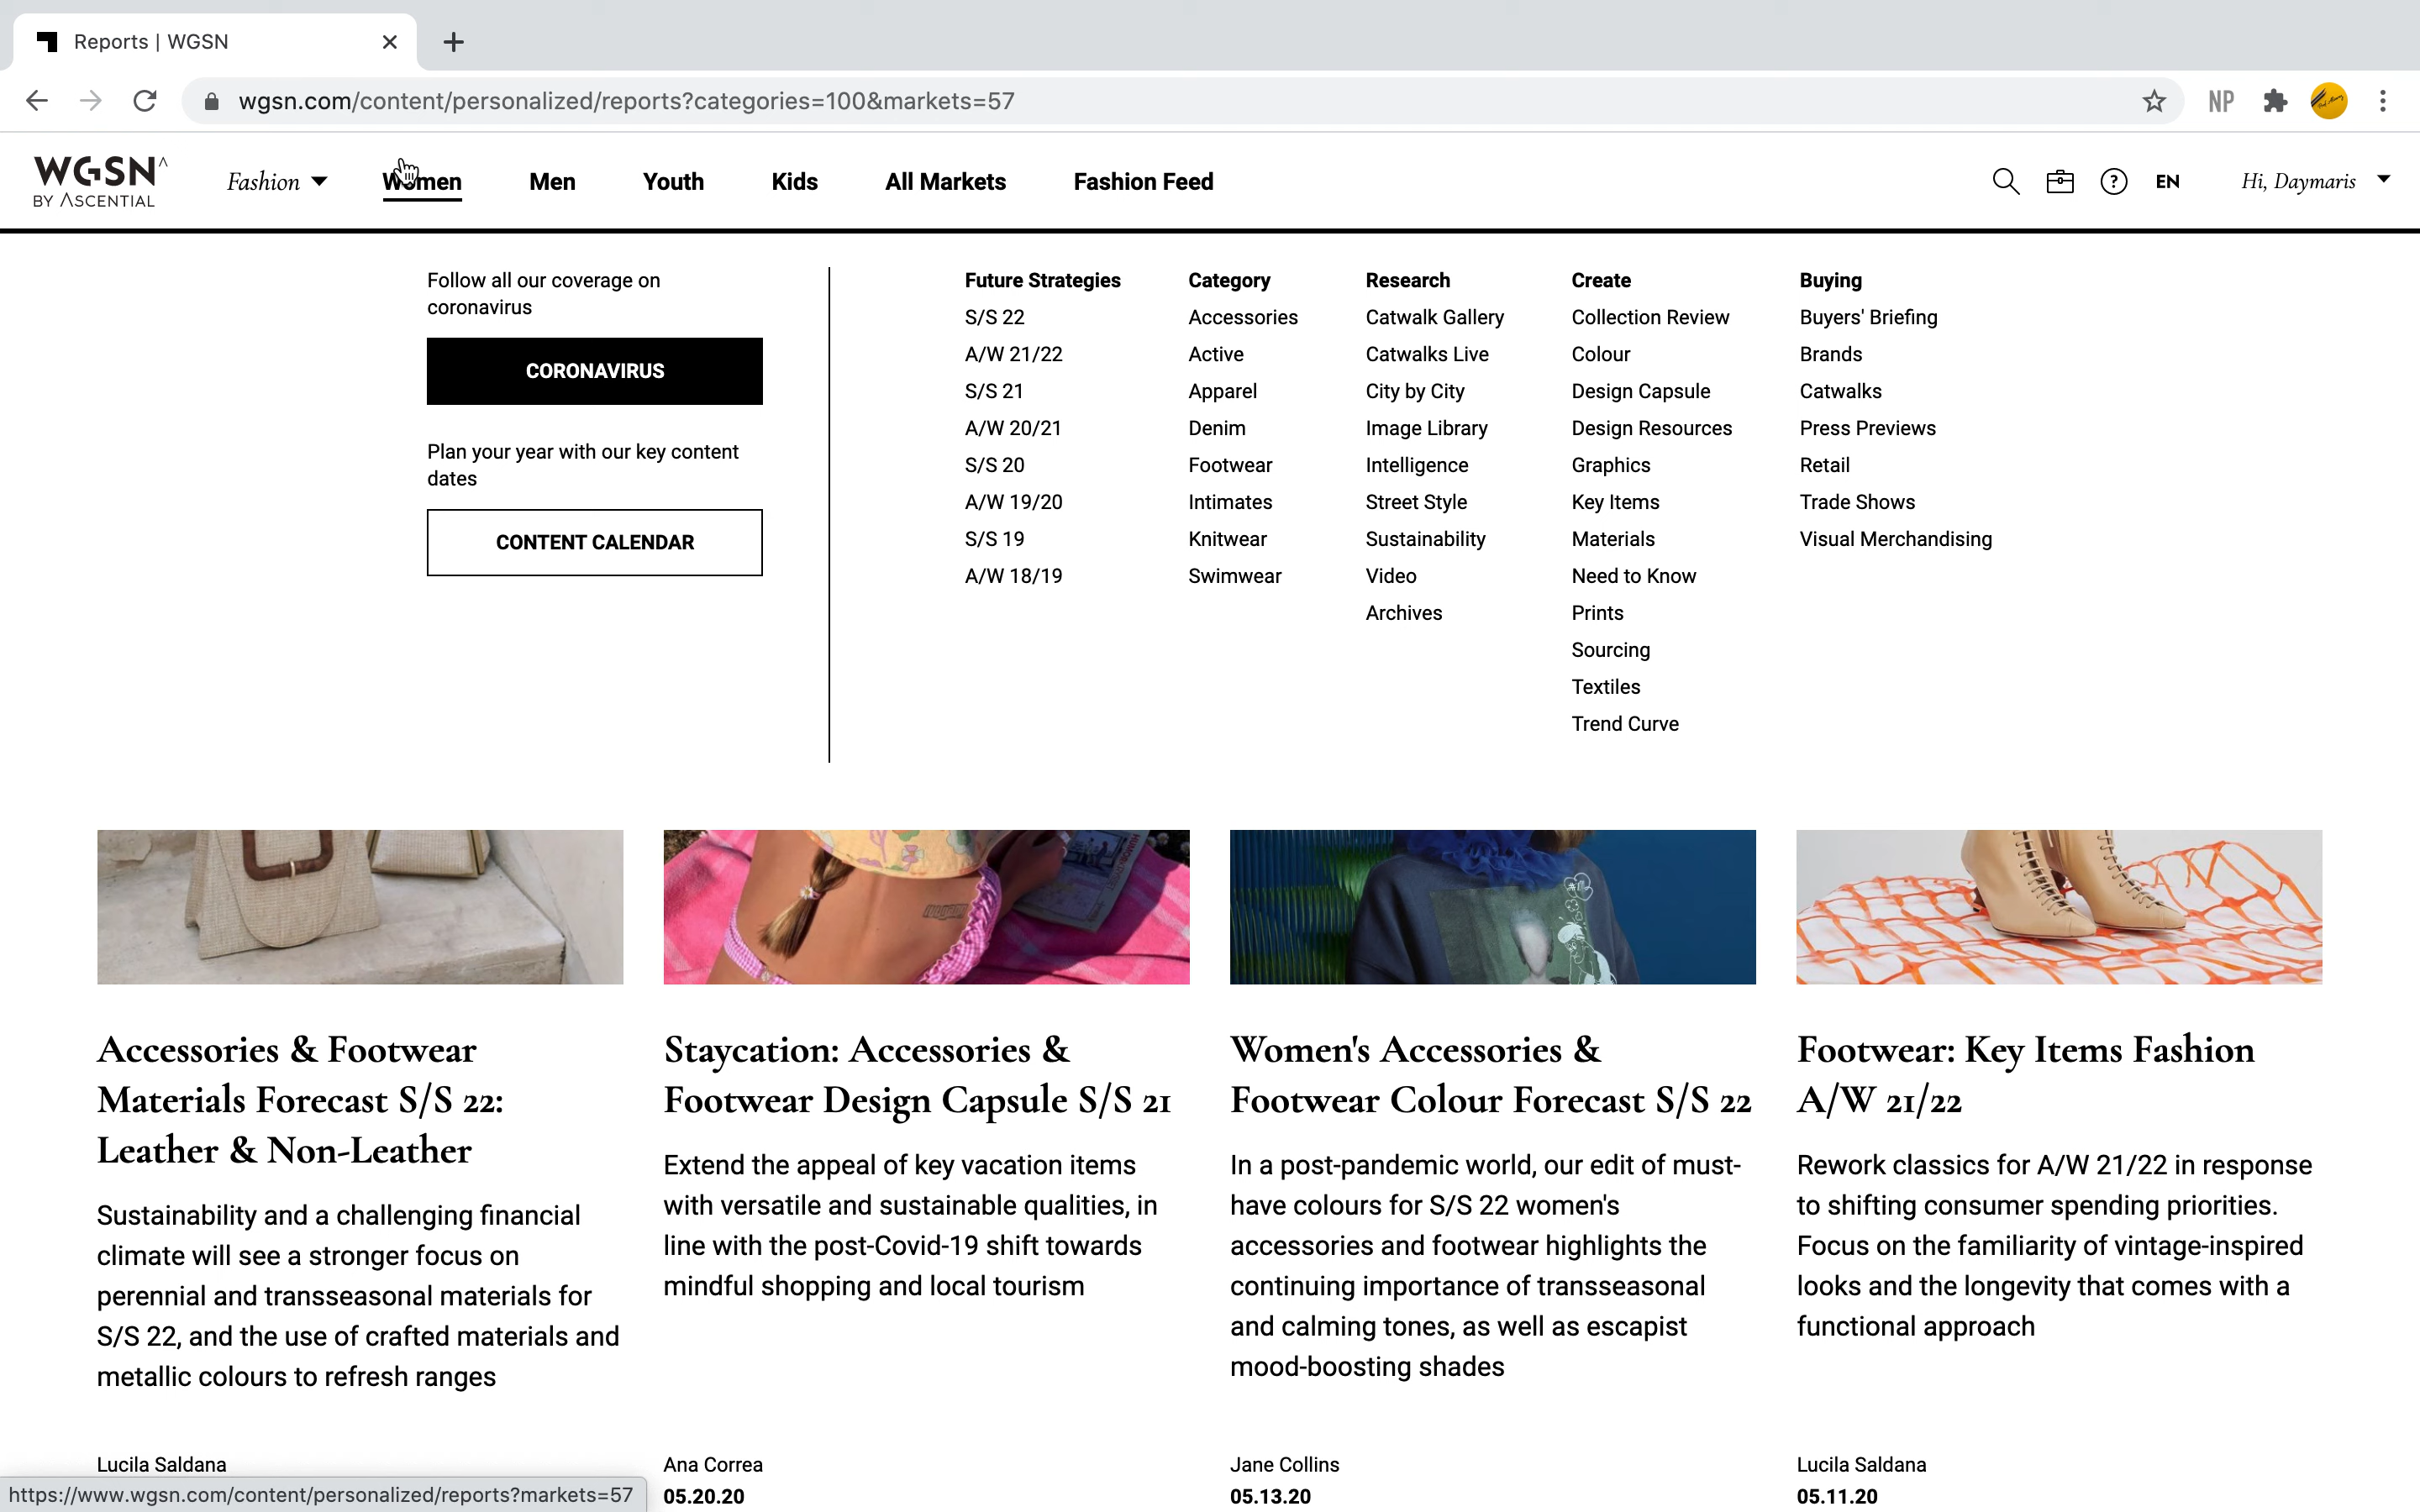 Reports | WGSN
wgsn.com/content/personalized/reports?categories=100&markets=57
NP
WGSN^
BY ASCENTIAL
Fashion
Women
Men
Youth
Kids
All Markets
Fashion Feed
EN
Hi, Daymaris
Follow all our coverage on
coronavirus
CORONAVIRUS
Plan your year with our key content
dates
CONTENT CALENDAR
Future Strategies
S/S 22
A/W 21/22
S/S 21
A/W 20/21
S/S 20
A/W 19/20
S/S 19
A/W 18/19
Category
Accessories
Active
Apparel
Denim
Footwear
Intimates
Knitwear
Swimwear
Research
Catwalk Gallery
Catwalks Live
City by City
Image Library
Intelligence
Street Style
Sustainability
Video
Archives
Create
Collection Review
Colour
Design Capsule
Design Resources
Graphics
Key Items
Materials
Need to Know
Prints
Sourcing
Textiles
Trend Curve
Buying
Buyers' Briefing
Brands
Catwalks
Press Previews
Retail
Trade Shows
Visual Merchandising
Accessories & Footwear
Materials Forecast S/S 22:
Leather & Non-Leather
Sustainability and a challenging financial
climate will see a stronger focus on
perennial and transseasonal materials for
S/S 22, and the use of crafted materials and
metallic colours to refresh ranges
Lucila Saldana
Staycation: Accessories &
Footwear Design Capsule S/S 21
Extend the appeal of key vacation items
with versatile and sustainable qualities, in
line with the post-Covid-19 shift towards
mindful shopping and local tourism
Ana Correa
05.20.20
Women's Accessories &
Footwear Colour Forecast S/S 22
In a post-pandemic world, our edit of must-
have colours for S/S 22 women's
accessories and footwear highlights the
continuing importance of transseasonal
and calming tones, as well as escapist
mood-boosting shades
Jane Collins
05.13.20
Footwear: Key Items Fashion
A/W 21/22
Rework classics for A/W 21/22 in response
to shifting consumer spending priorities.
Focus on the familiarity of vintage-inspired
looks and the longevity that comes with a
functional approach
Lucila Saldana
05.11.20
https://www.wgsn.com/content/personalized/reports?markets=57